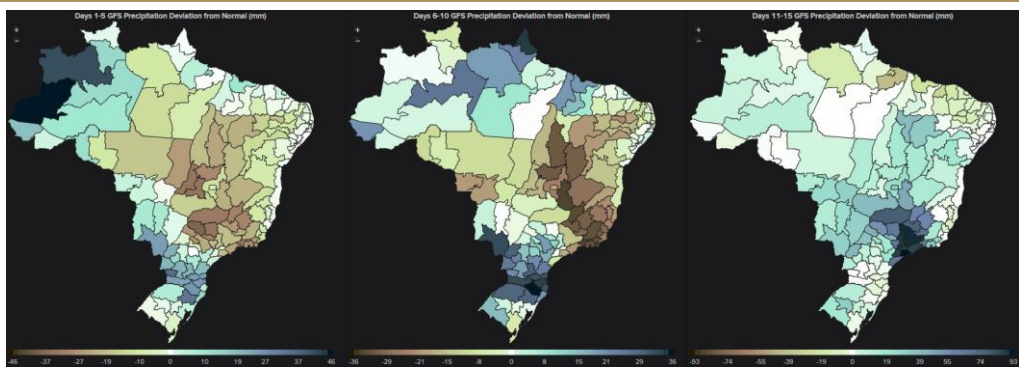 Days 1-5 GFS Precipitation Deviation from Normal (mm)
+
−
-46 -37 -28 -19 -10 0 10 19 28 37 46
Days 6-10 GFS Precipitation Deviation from Normal (mm)
+
−
-36 -29 -21 -15 -8 0 8 15 21 29 36
Days 11-15 GFS Precipitation Deviation from Normal (mm)
+
−
-93 -74 -55 -39 -19 0 19 39 55 74 93